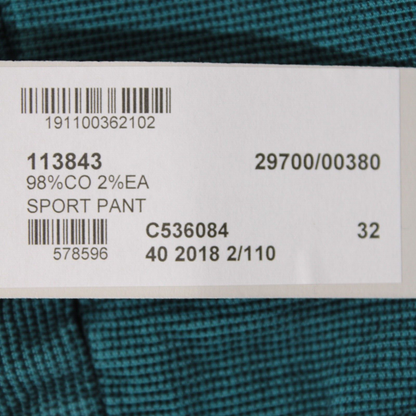 191100362102
113843 29700/00380
98%CO 2%EA
SPORT PANT
C536084 32
578596 40 2018 2/110